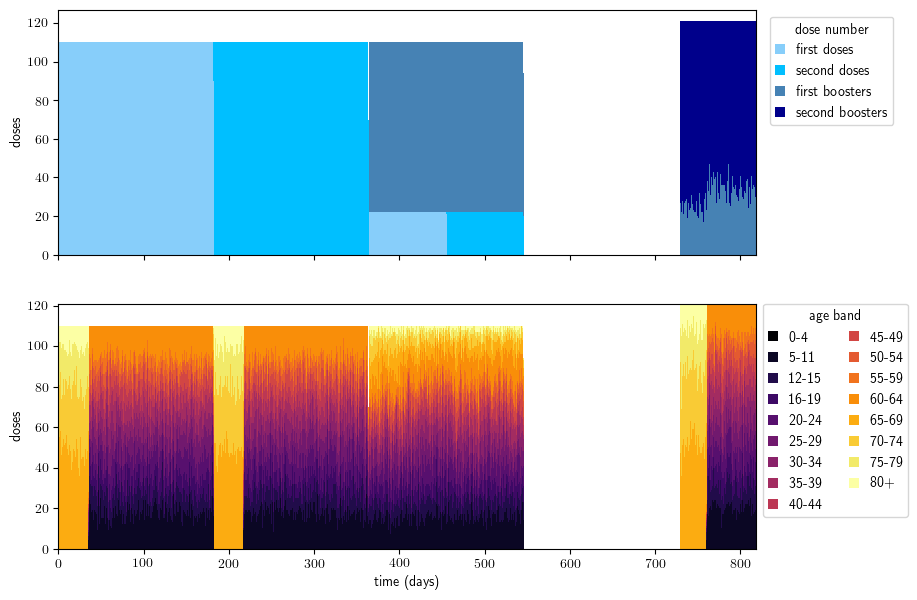 120
100
80
60
40
20
0
doses
dose number
first doses
second doses
first boosters
second boosters
120
100
80
60
40
20
0
doses
0 100 200 300 400 500 600 700 800
time (days)
age band
0-4 45-49
5-11 50-54
12-15 55-59
16-19 60-64
20-24 65-69
25-29 70-74
30-34 75-79
35-39 80+
40-44